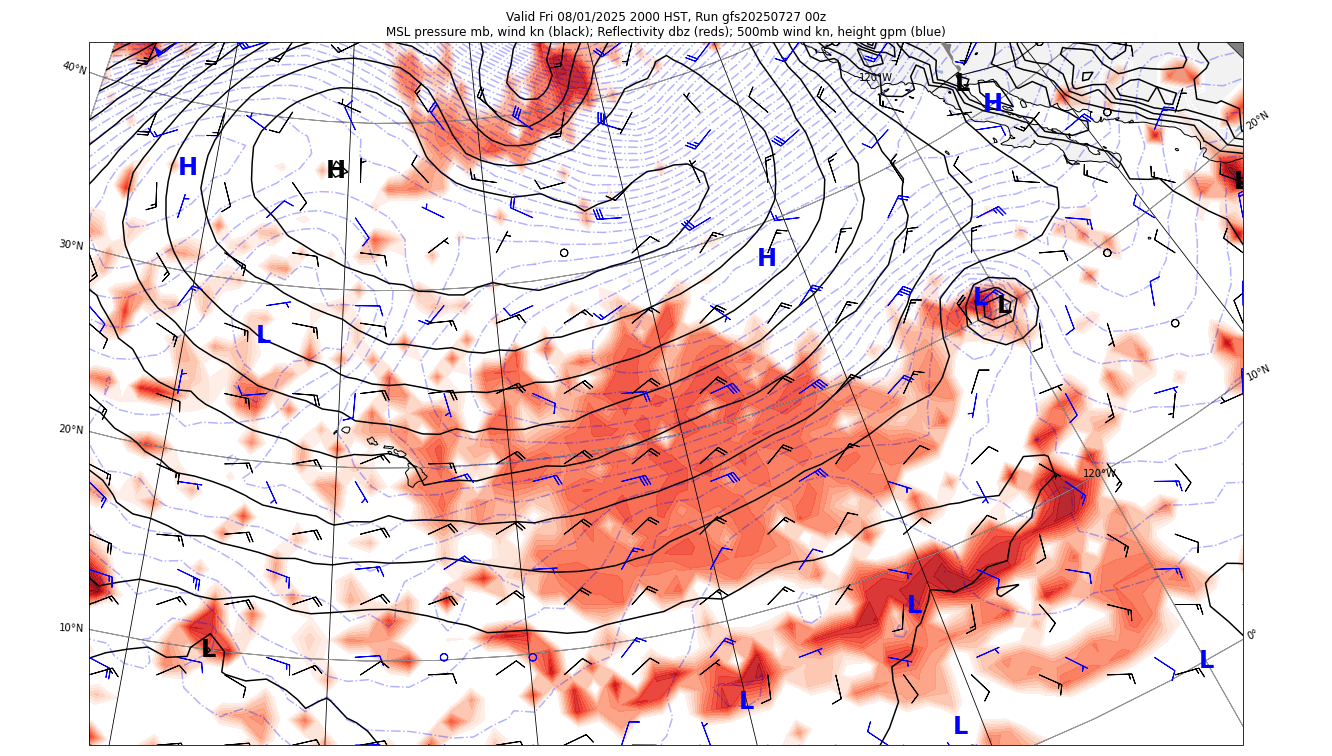 Valid Fri 08/01/2025 2000 HST, Run gfs20250727 00z
MSL pressure mb, wind kn (black); Reflectivity dbz (reds); 500mb wind kn, height gpm (blue)
40°N
120°W
L
H
20°N
H
H
L
30°N
H
L
L
L
10°N
20°N
120°W
L
10°N
0°
L
L
L
L